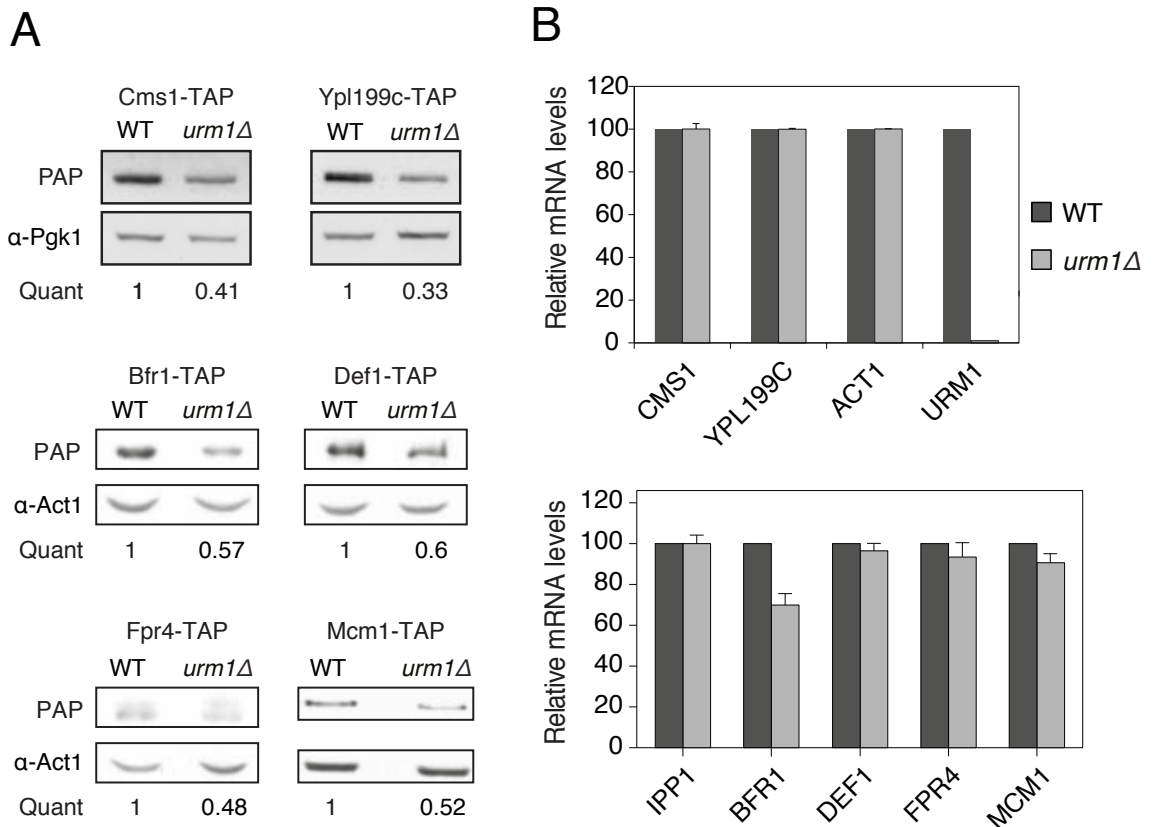 A
Cms1-TAP Ypl199c-TAP
WT urm1Δ WT urm1Δ
PAP
α-Pgk1
Quant 1 0.41 1 0.33
Bfr1-TAP Def1-TAP
WT urm1Δ WT urm1Δ
PAP
α-Act1
Quant 1 0.57 1 0.6
Fpr4-TAP Mcm1-TAP
WT urm1Δ WT urm1Δ
PAP
α-Act1
Quant 1 0.48 1 0.52
B
Relative mRNA levels
120
100
80
60
40
20
0
CMS1 YPL199C ACT1 URM1
WT
urm1Δ
Relative mRNA levels
120
100
80
60
40
20
0
IPP1 BFR1 DEF1 FPR4 MCM1